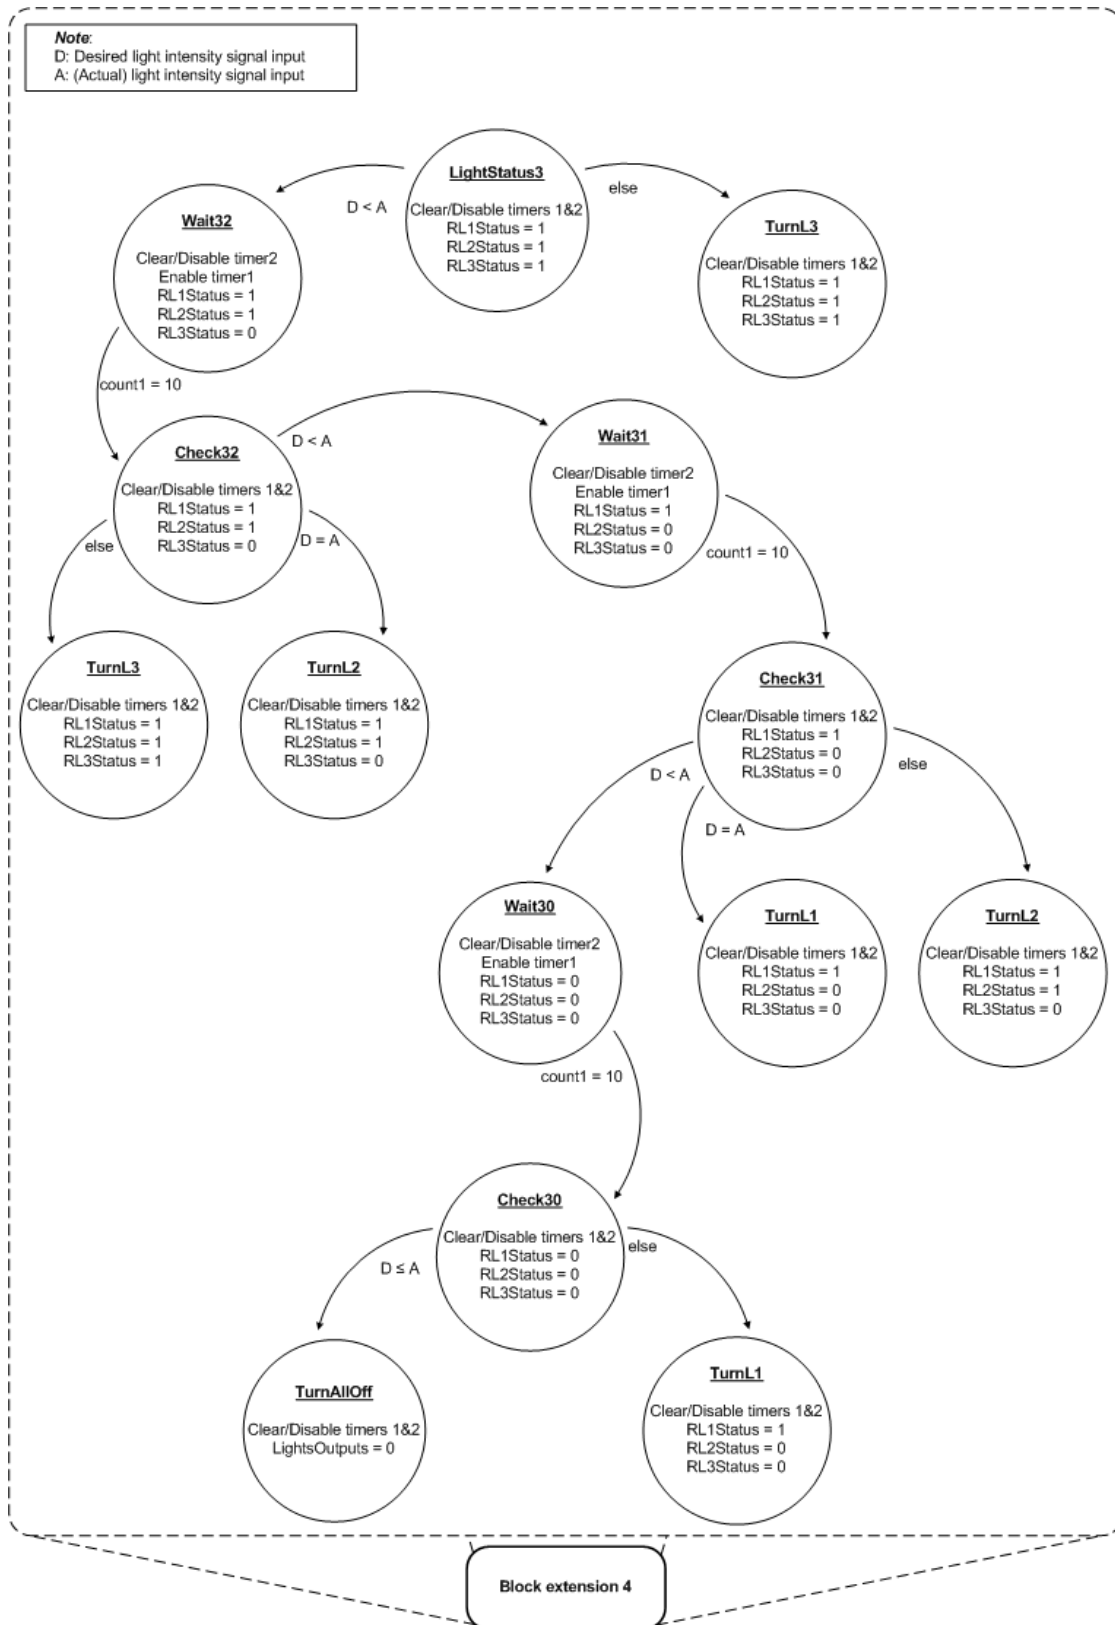 Note:
D: Desired light intensity signal input
A: (Actual) light intensity signal input
LightStatus3
Clear/Disable timers 1&2
RL1Status = 1
RL2Status = 1
RL3Status = 1
D < A
else
Wait32
Clear/Disable timer2
Enable timer1
RL1Status = 1
RL2Status = 1
RL3Status = 0
TurnL3
Clear/Disable timers 1&2
RL1Status = 1
RL2Status = 1
RL3Status = 1
count1 = 10
Check32
Clear/Disable timers 1&2
RL1Status = 1
RL2Status = 1
RL3Status = 0
D < A
else
D = A
Wait31
Clear/Disable timer2
Enable timer1
RL1Status = 1
RL2Status = 0
RL3Status = 0
count1 = 10
TurnL3
Clear/Disable timers 1&2
RL1Status = 1
RL2Status = 1
RL3Status = 1
TurnL2
Clear/Disable timers 1&2
RL1Status = 1
RL2Status = 1
RL3Status = 0
Check31
Clear/Disable timers 1&2
RL1Status = 1
RL2Status = 0
RL3Status = 0
D < A
D = A
else
Wait30
Clear/Disable timer2
Enable timer1
RL1Status = 0
RL2Status = 0
RL3Status = 0
TurnL1
Clear/Disable timers 1&2
RL1Status = 1
RL2Status = 0
RL3Status = 0
TurnL2
Clear/Disable timers 1&2
RL1Status = 1
RL2Status = 1
RL3Status = 0
count1 = 10
Check30
Clear/Disable timers 1&2
RL1Status = 0
RL2Status = 0
RL3Status = 0
D ≤ A
else
TurnAllOff
Clear/Disable timers 1&2
LightsOutputs = 0
TurnL1
Clear/Disable timers 1&2
RL1Status = 1
RL2Status = 0
RL3Status = 0
Block extension 4